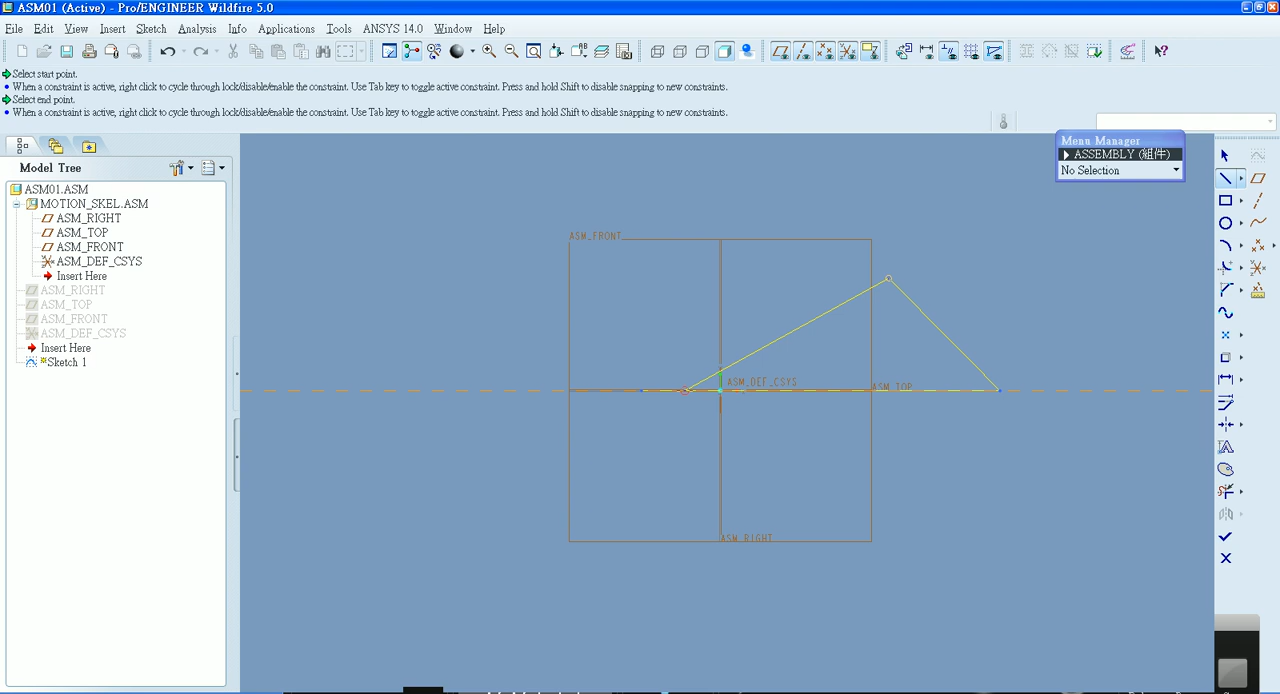 ASM01 (Active) - Pro/ENGINEER Wildfire 5.0
File Edit View Insert Sketch Analysis Info Applications Tools ANSYS 14.0 Window Help
Select start point.
When a constraint is active, right click to cycle through lock/disable/enable the constraint. Use Tab key to toggle active constraint. Press and hold Shift to disable snapping to new constraints.
Select end point.
When a constraint is active, right click to cycle through lock/disable/enable the constraint. Use Tab key to toggle active constraint. Press and hold Shift to disable snapping to new constraints.
Menu Manager
ASSEMBLY (組件)
No Selection
Model Tree
ASM01.ASM
MOTION_SKEL.ASM
ASM_RIGHT
ASM_TOP
ASM_FRONT
ASM_DEF_CSYS
Insert Here
ASM_RIGHT
ASM_TOP
ASM_FRONT
ASM_DEF_CSYS
Insert Here
*Sketch 1
ASM_FRONT
ASM_DEF_CSYS
ASM_TOP
ASM_RIGHT